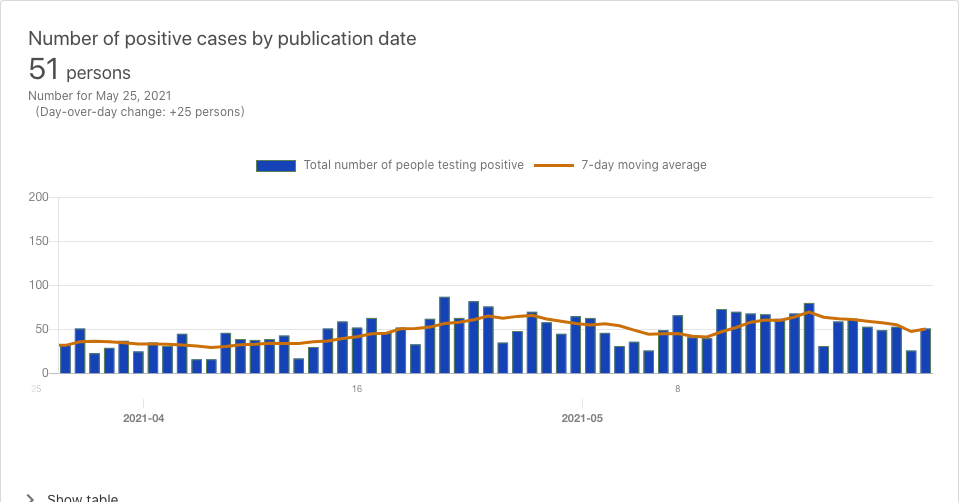 Number of positive cases by publication date
51 persons
Number for May 25, 2021
(Day-over-day change: +25 persons)
Total number of people testing positive 7-day moving average
200
150
100
50
0
25 16 8
2021-04 2021-05
Show table